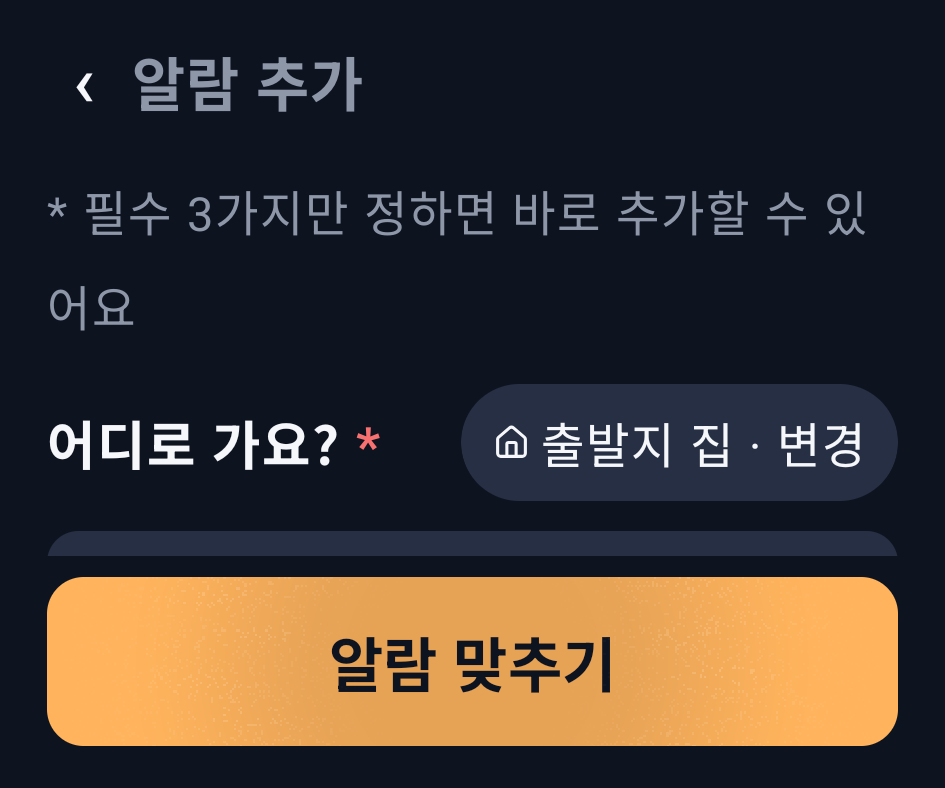 ‹ 알람 추가
* 필수 3가지만 정하면 바로 추가할 수 있
어요
어디로 가요? *
출발지 집 · 변경
알람 맞추기